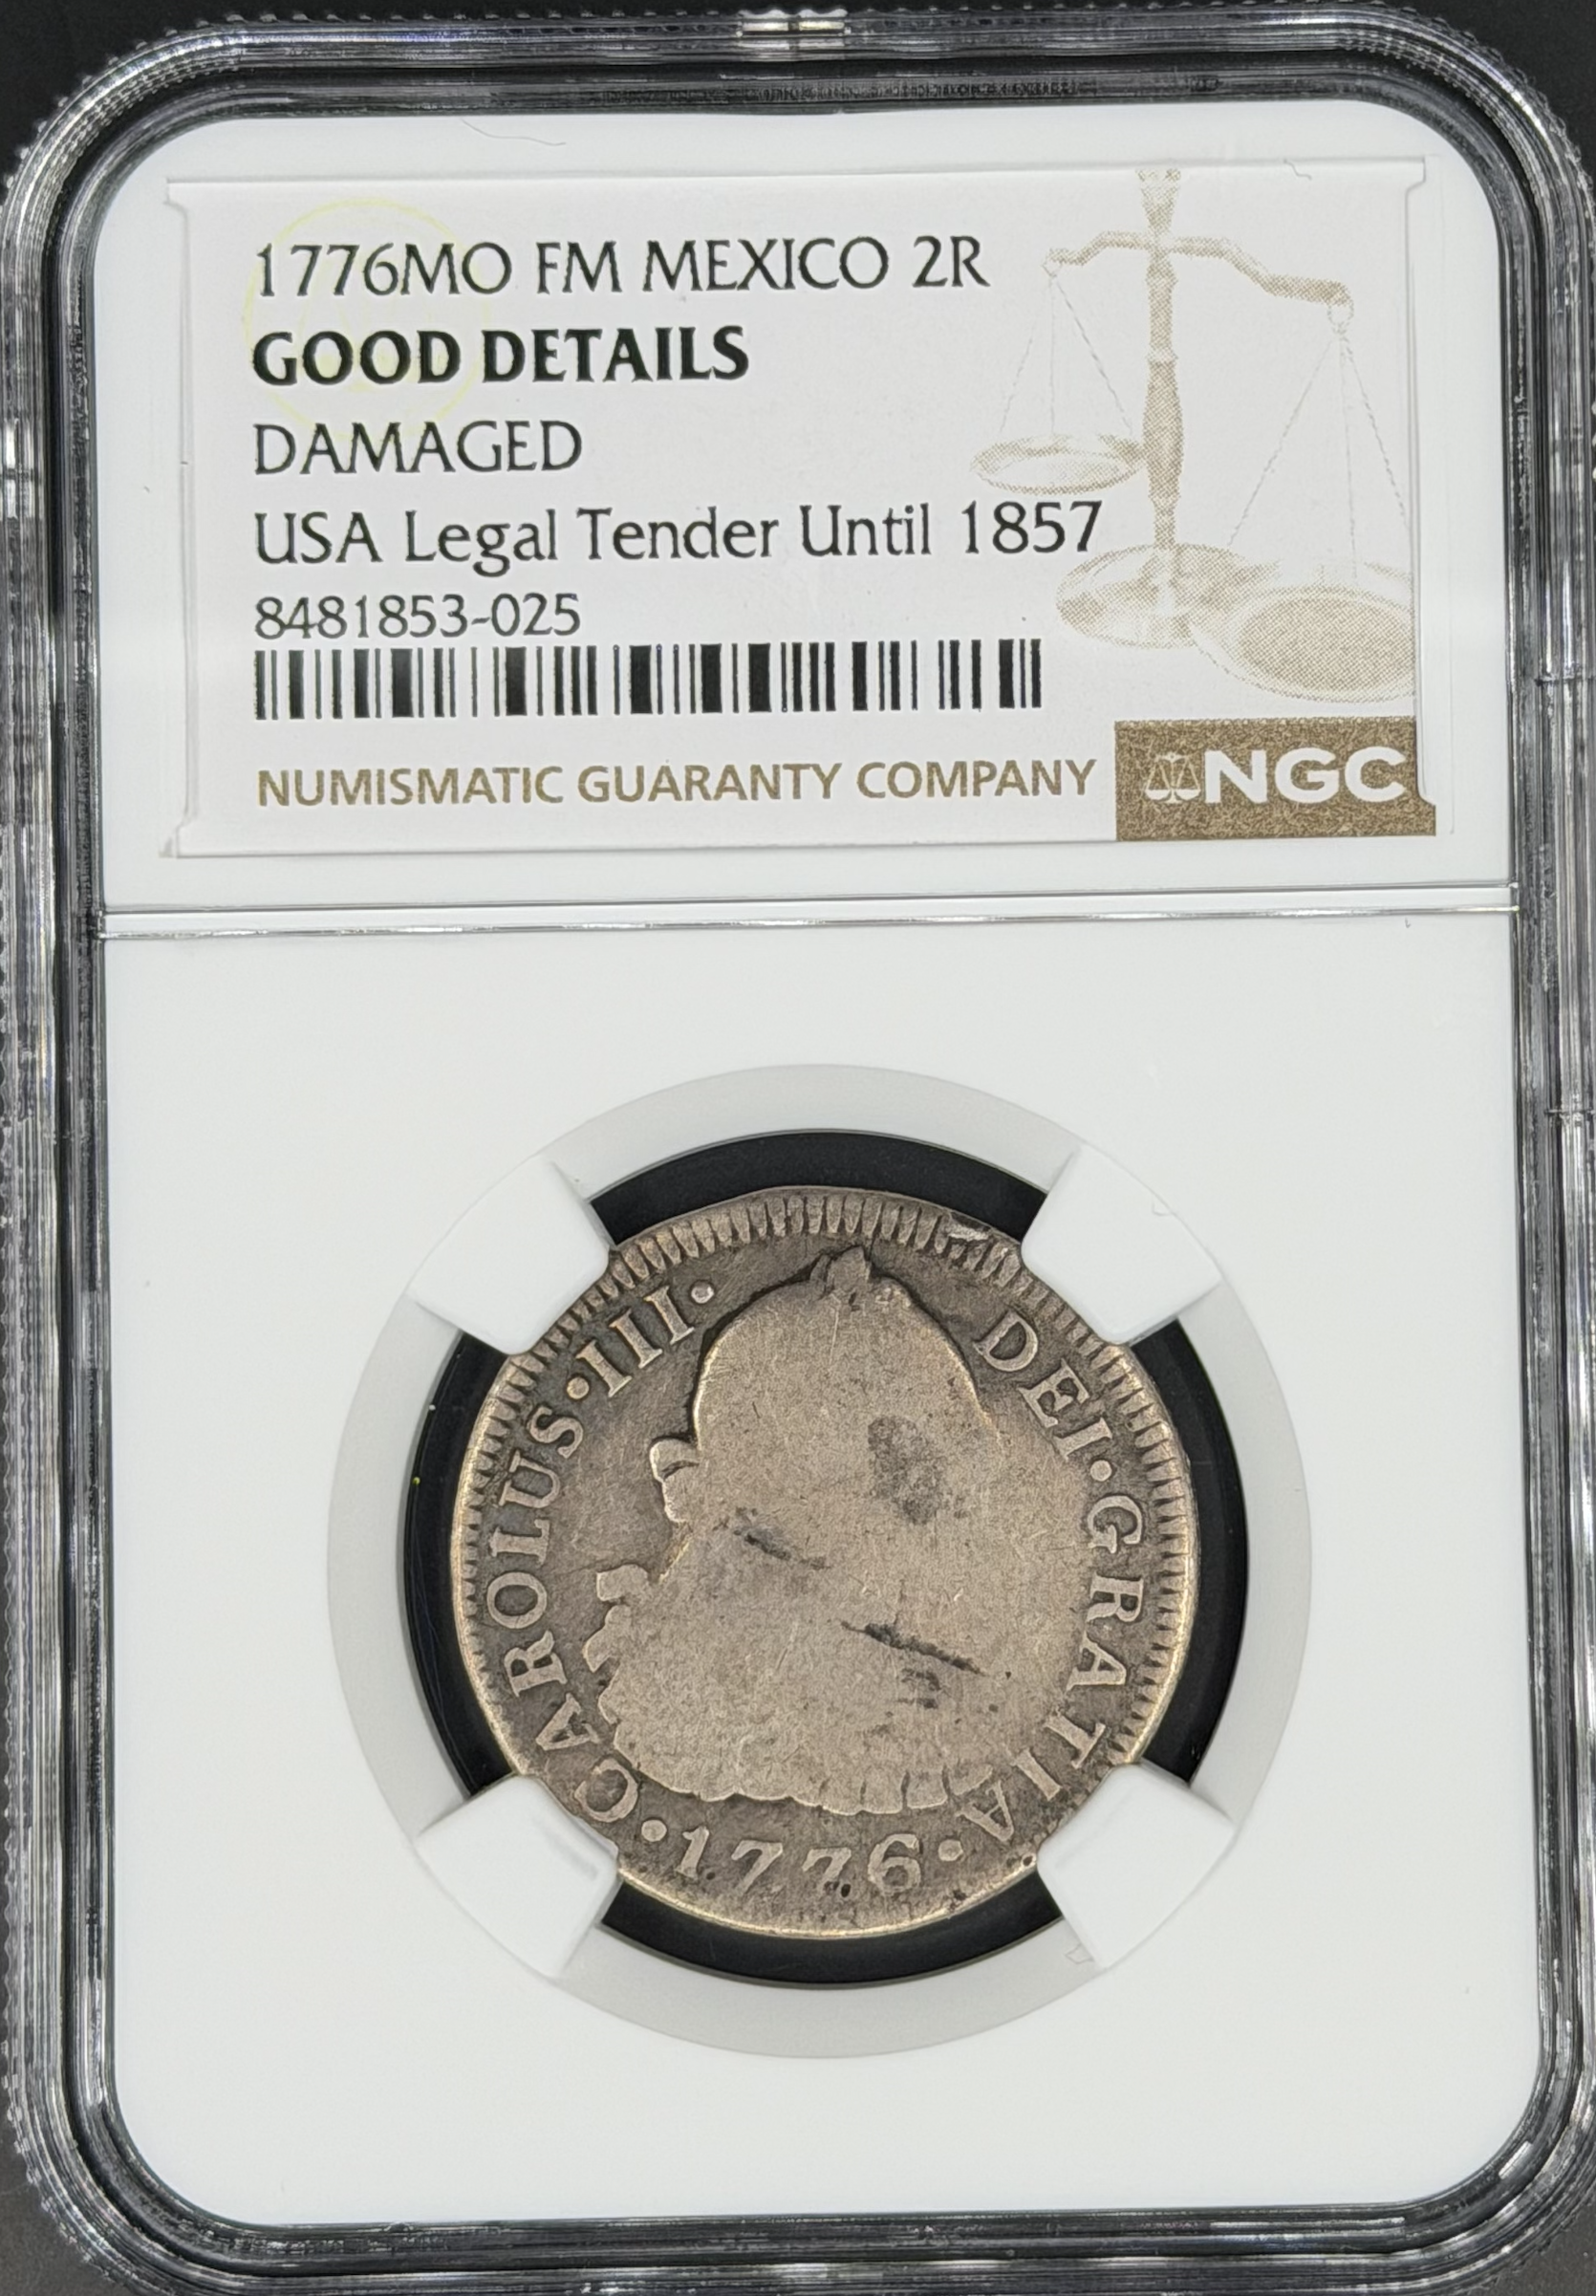 1776MO FM MEXICO 2R
GOOD DETAILS
DAMAGED
USA Legal Tender Until 1857
8481853-025
NUMISMATIC GUARANTY COMPANY
NGC
CAROLUS·III· DEI·GRATIA
·1776·